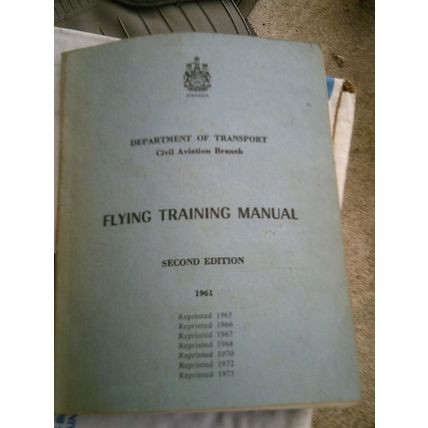 CANADA
DEPARTMENT OF TRANSPORT
Civil Aviation Branch
FLYING TRAINING MANUAL
SECOND EDITION
1961
Reprinted 1965
Reprinted 1966
Reprinted 1967
Reprinted 1968
Reprinted 1970
Reprinted 1972
Reprinted 1975